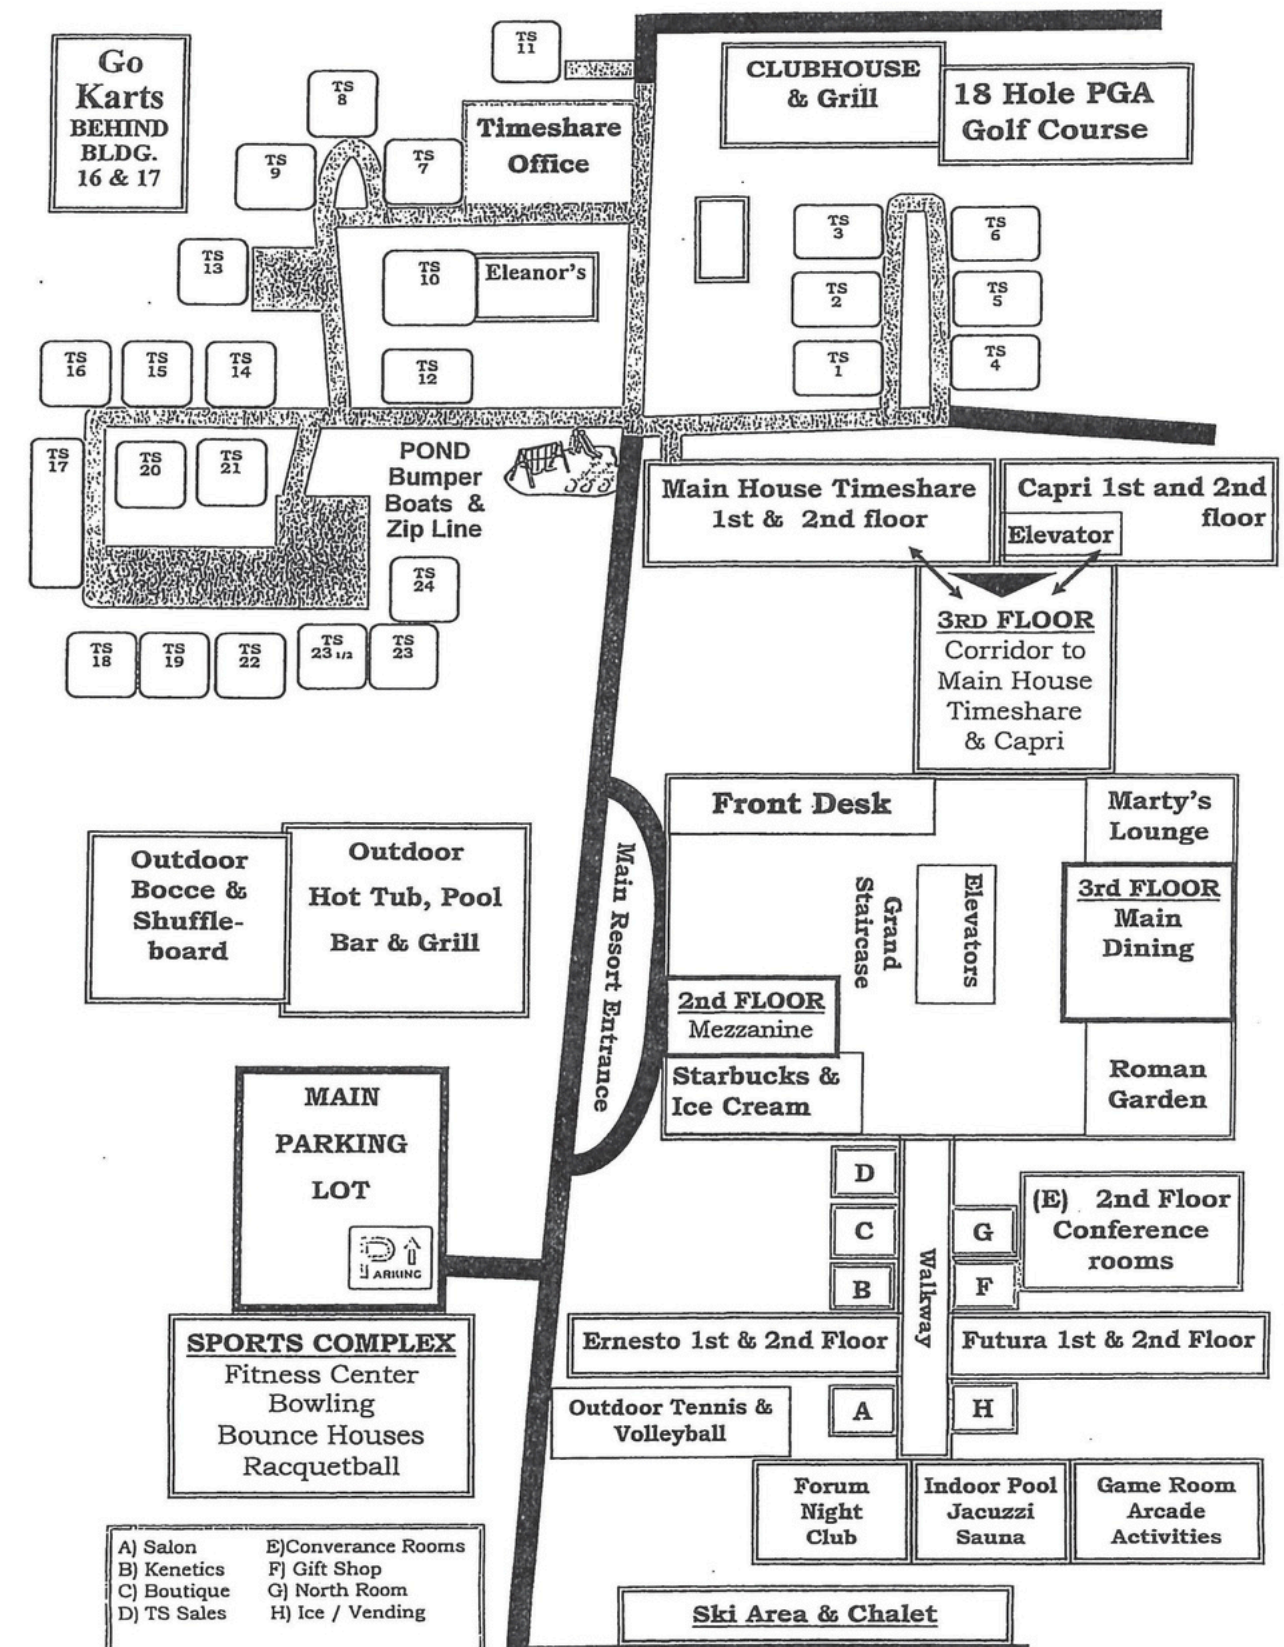 Go
Karts
BEHIND
BLDG.
16 & 17
TS
11
TS
8
TS
9
TS
7
Timeshare
Office
CLUBHOUSE
& Grill
18 Hole PGA
Golf Course
TS
13
TS
10
Eleanor's
TS
3
TS
6
TS
2
TS
5
TS
1
TS
4
TS
16
TS
15
TS
14
TS
12
TS
17
TS
20
TS
21
POND
Bumper
Boats &
Zip Line
Main House Timeshare
1st & 2nd floor
Capri 1st and 2nd
floor
Elevator
TS
24
TS
18
TS
19
TS
22
TS
23 1/2
TS
23
3RD FLOOR
Corridor to
Main House
Timeshare
& Capri
Front Desk
Marty's
Lounge
Outdoor
Bocce &
Shuffle-
board
Outdoor
Hot Tub, Pool
Bar & Grill
Main Resort Entrance
Grand
Staircase
Elevators
3rd FLOOR
Main
Dining
2nd FLOOR
Mezzanine
Starbucks &
Ice Cream
Roman
Garden
MAIN
PARKING
LOT
ARKING
D
C
B
G
F
(E) 2nd Floor
Conference
rooms
Walkway
SPORTS COMPLEX
Fitness Center
Bowling
Bounce Houses
Racquetball
Ernesto 1st & 2nd Floor
Futura 1st & 2nd Floor
Outdoor Tennis &
Volleyball
A
H
Forum
Night
Club
Indoor Pool
Jacuzzi
Sauna
Game Room
Arcade
Activities
A) Salon E)Converance Rooms
B) Kenetics F) Gift Shop
C) Boutique G) North Room
D) TS Sales H) Ice / Vending
Ski Area & Chalet